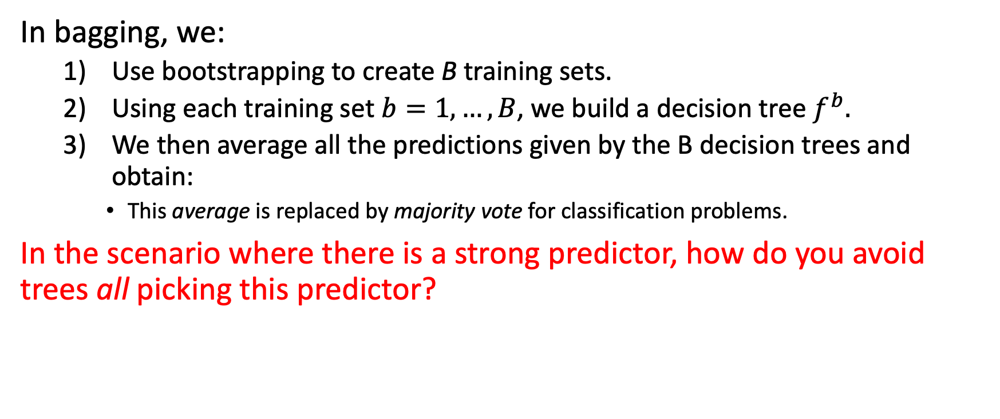 In bagging, we:
1) Use bootstrapping to create B training sets.
2) Using each training set b = 1, ... , B, we build a decision tree f^b.
3) We then average all the predictions given by the B decision trees and
obtain:
• This average is replaced by majority vote for classification problems.
In the scenario where there is a strong predictor, how do you avoid
trees all picking this predictor?